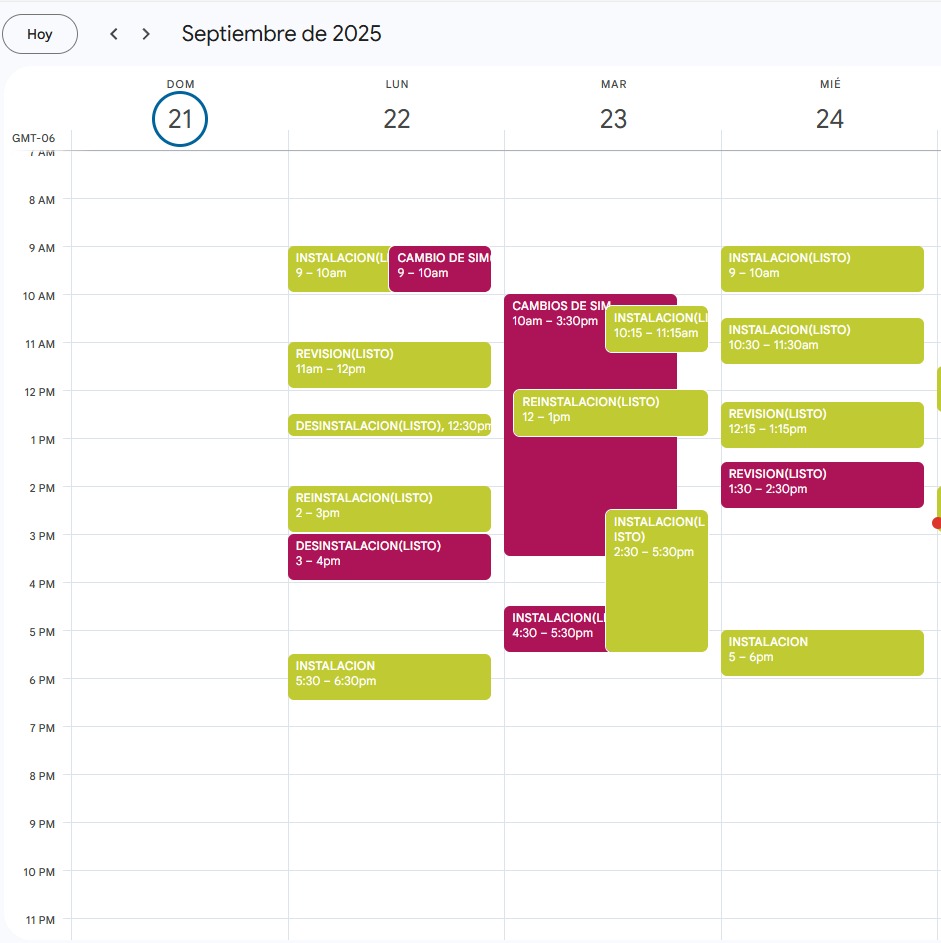 Hoy
Septiembre de 2025
DOM
LUN
MAR
MIÉ
21
22
23
24
GMT-06
7 AM
8 AM
9 AM
10 AM
11 AM
12 PM
1 PM
2 PM
3 PM
4 PM
5 PM
6 PM
7 PM
8 PM
9 PM
10 PM
11 PM
INSTALACION(L
9 – 10am
CAMBIO DE SIM
9 – 10am
REVISION(LISTO)
11am – 12pm
DESINSTALACION(LISTO), 12:30pm
REINSTALACION(LISTO)
2 – 3pm
DESINSTALACION(LISTO)
3 – 4pm
INSTALACION
5:30 – 6:30pm
CAMBIOS DE SIM
10am – 3:30pm
INSTALACION(LI
10:15 – 11:15am
REINSTALACION(LISTO)
12 – 1pm
INSTALACION(L
ISTO)
2:30 – 5:30pm
INSTALACION(LI
4:30 – 5:30pm
INSTALACION(LISTO)
9 – 10am
INSTALACION(LISTO)
10:30 – 11:30am
REVISION(LISTO)
12:15 – 1:15pm
REVISION(LISTO)
1:30 – 2:30pm
INSTALACION
5 – 6pm